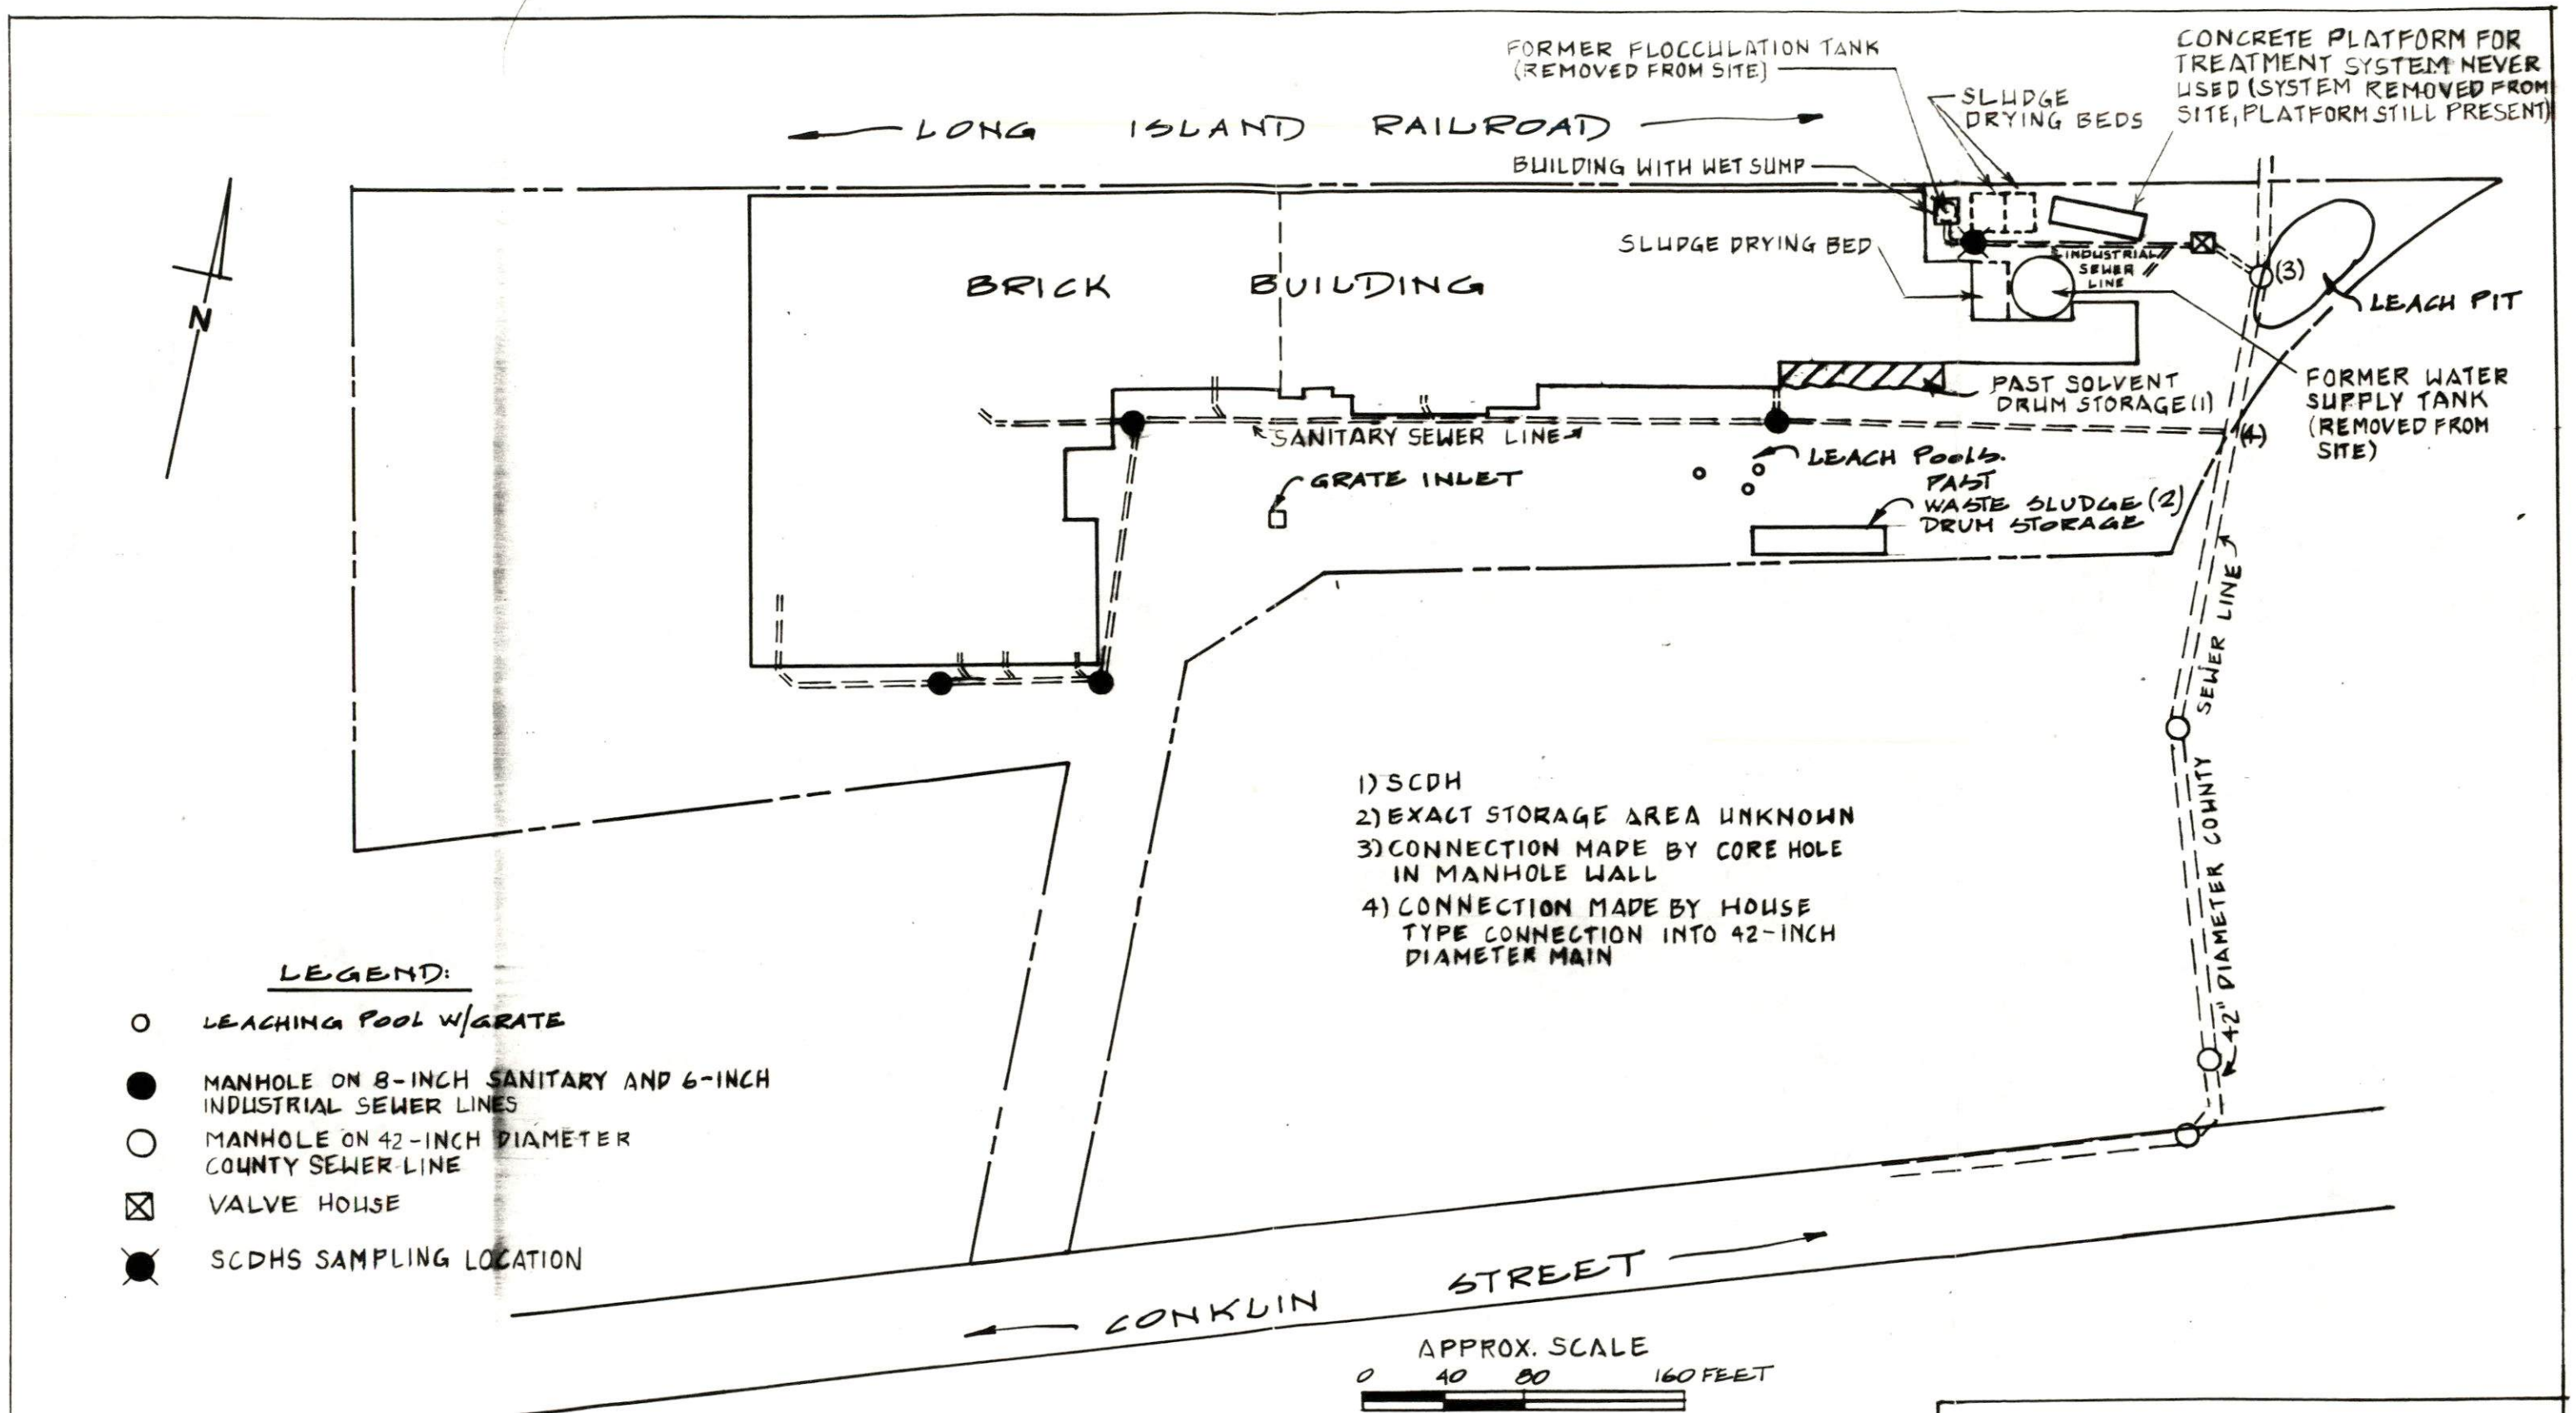 FORMER FLOCCULATION TANK
(REMOVED FROM SITE)
CONCRETE PLATFORM FOR
TREATMENT SYSTEM NEVER
USED (SYSTEM REMOVED FROM
SITE, PLATFORM STILL PRESENT)
SLUDGE
DRYING BEDS
LONG ISLAND RAILROAD
BUILDING WITH WET SUMP
SLUDGE DRYING BED
INDUSTRIAL
SEWER
LINE
(3)
LEACH PIT
N
BRICK BUILDING
FORMER WATER
SUPPLY TANK
(REMOVED FROM
SITE)
PAST SOLVENT
DRUM STORAGE (1)
SANITARY SEWER LINE
(4)
GRATE INLET
LEACH POOLS.
PAST
WASTE SLUDGE (2)
DRUM STORAGE
42" DIAMETER COUNTY SEWER LINE
1) SCDH
2) EXACT STORAGE AREA UNKNOWN
3) CONNECTION MADE BY CORE HOLE
IN MANHOLE WALL
4) CONNECTION MADE BY HOUSE
TYPE CONNECTION INTO 42-INCH
DIAMETER MAIN
LEGEND:
LEACHING POOL W/GRATE
MANHOLE ON 8-INCH SANITARY AND 6-INCH
INDUSTRIAL SEWER LINES
MANHOLE ON 42-INCH DIAMETER
COUNTY SEWER LINE
VALVE HOUSE
SCDHS SAMPLING LOCATION
CONKLIN STREET
APPROX. SCALE
0 40 80 160 FEET